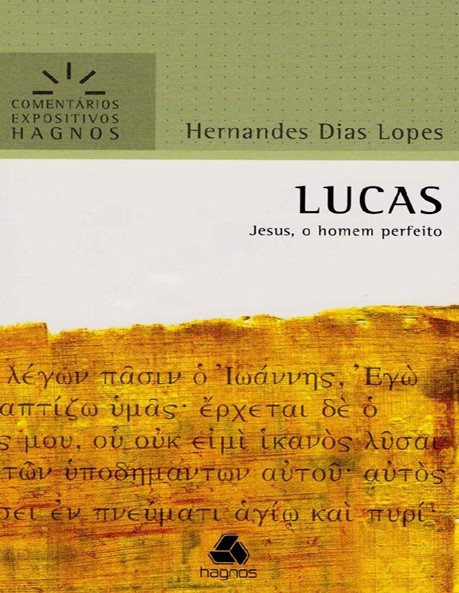 COMENTÁRIOS
EXPOSITIVOS
HAGNOS
Hernandes Dias Lopes
LUCAS
Jesus, o homem perfeito
λέγων πᾶσιν ὁ Ἰωάννης, Ἐγὼ
απτίζω ὑμᾶς· ἔρχεται δὲ ὁ
ς μου, οὗ οὐκ εἰμὶ ἱκανὸς λῦσαι
τῶν ὑποδημαντων αὐτοῦ· αὐτὸς
σει ἐν πνεύματι ἁγίῳ καὶ πυρί·
hagnos